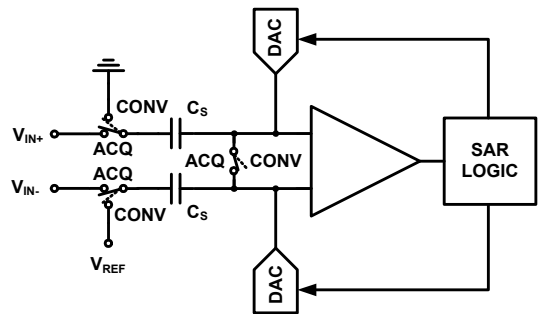 DAC
CONV
CS
VIN+
ACQ
ACQ
CONV
SAR
LOGIC
ACQ
VIN-
CONV
CS
VREF
DAC